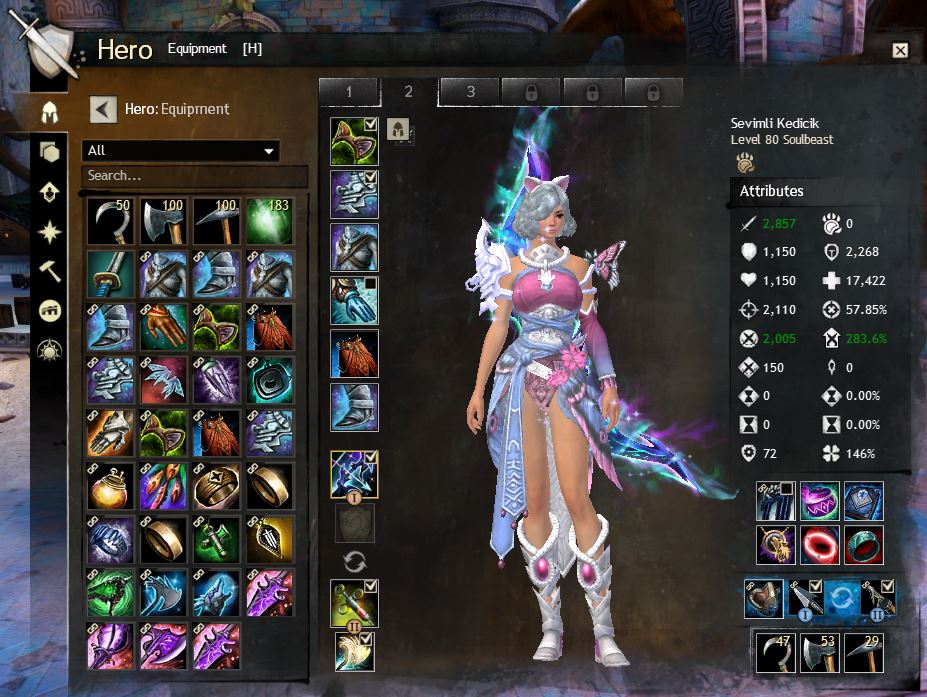 Hero Equipment [H]
Hero: Equipment
All
Search...
50 100 100 183
1 2 3
I
II
Sevimli Kedicik
Level 80 Soulbeast
Attributes
2,857 0
1,150 2,268
1,150 17,422
2,110 57.85%
2,005 283.6%
150 0
0 0.00%
0 0.00%
72 146%
I II
47 53 29